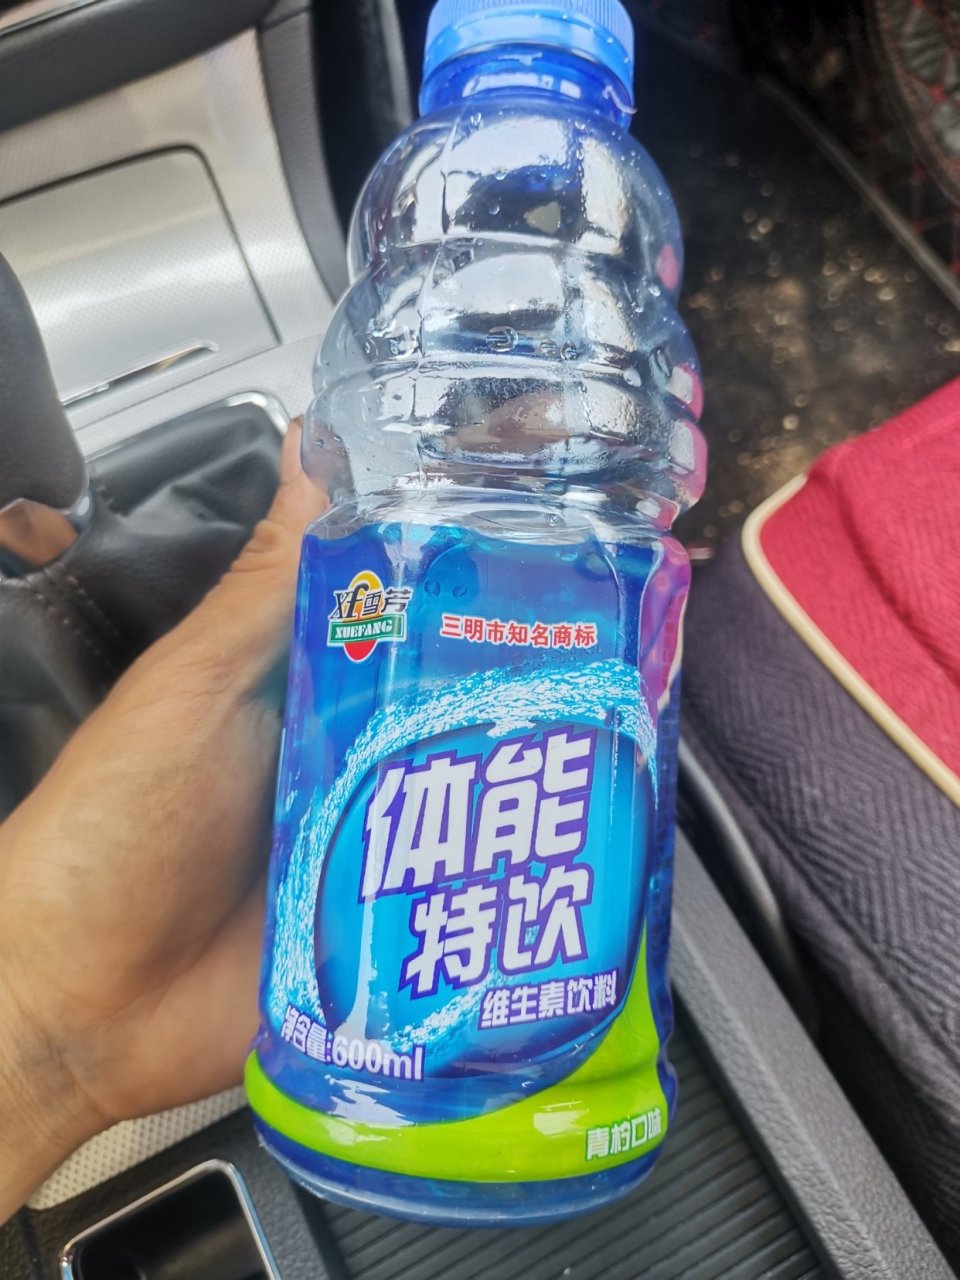 xf雪芳
XUEFANG
三明市知名商标
体能
特饮
维生素饮料
净含量:600ml
青柠口味